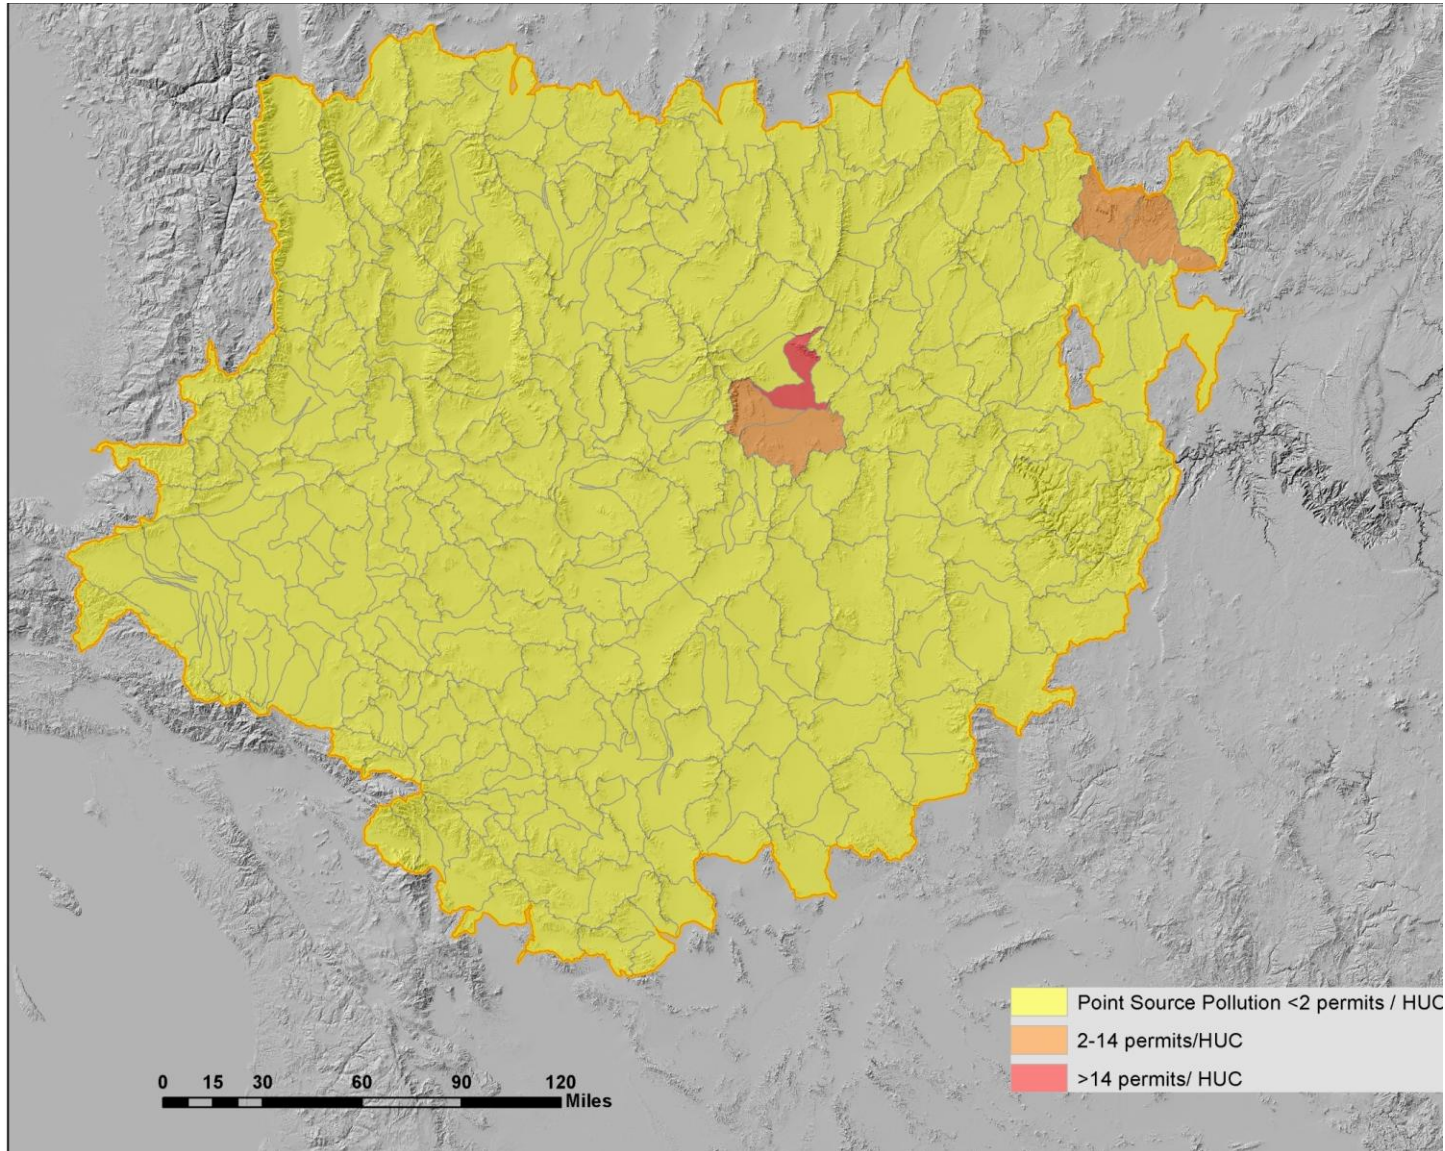 Point Source Pollution <2 permits / HUC
2-14 permits/HUC
>14 permits/ HUC
0 15 30 60 90 120
Miles